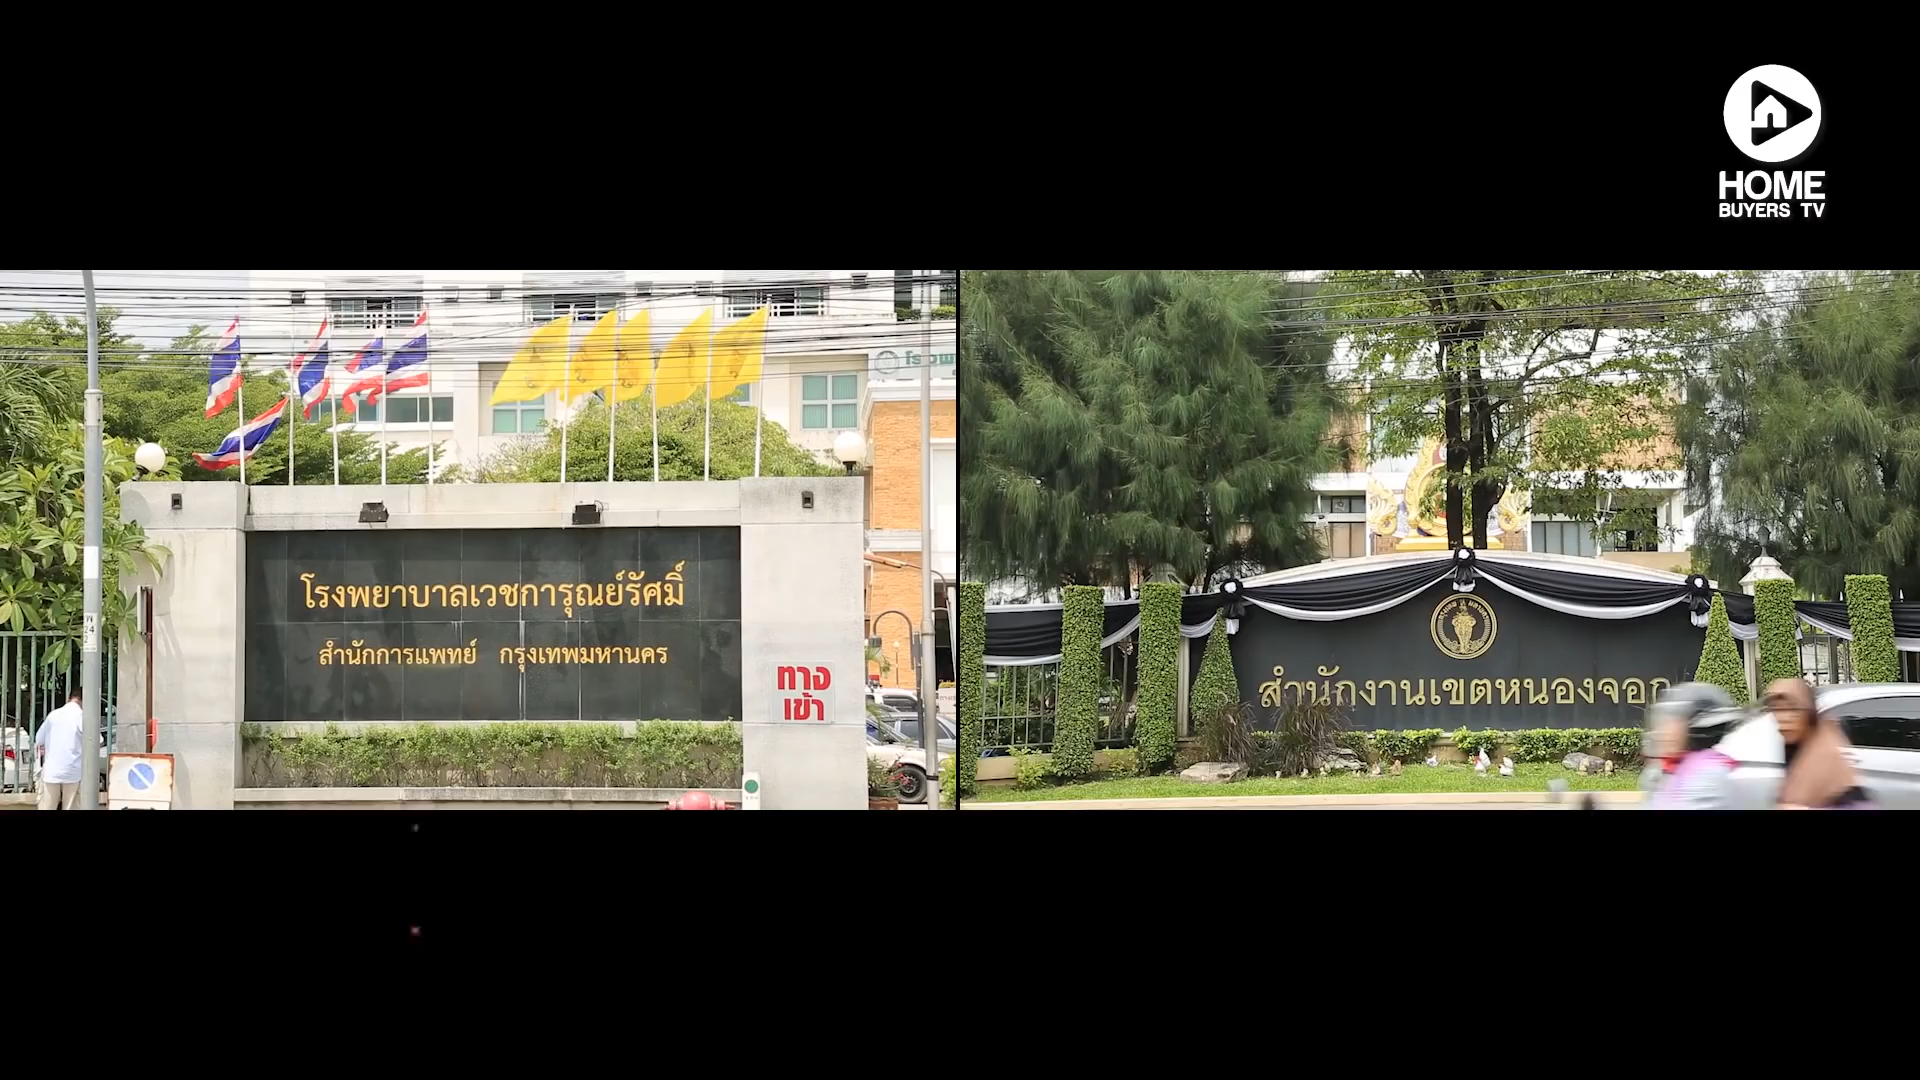 HOME
BUYERS TV
โรงพยาบาลเวชการุณย์รัศมิ์
สำนักการแพทย์ กรุงเทพมหานคร
ทาง
เข้า
สำนักงานเขตหนองจอก